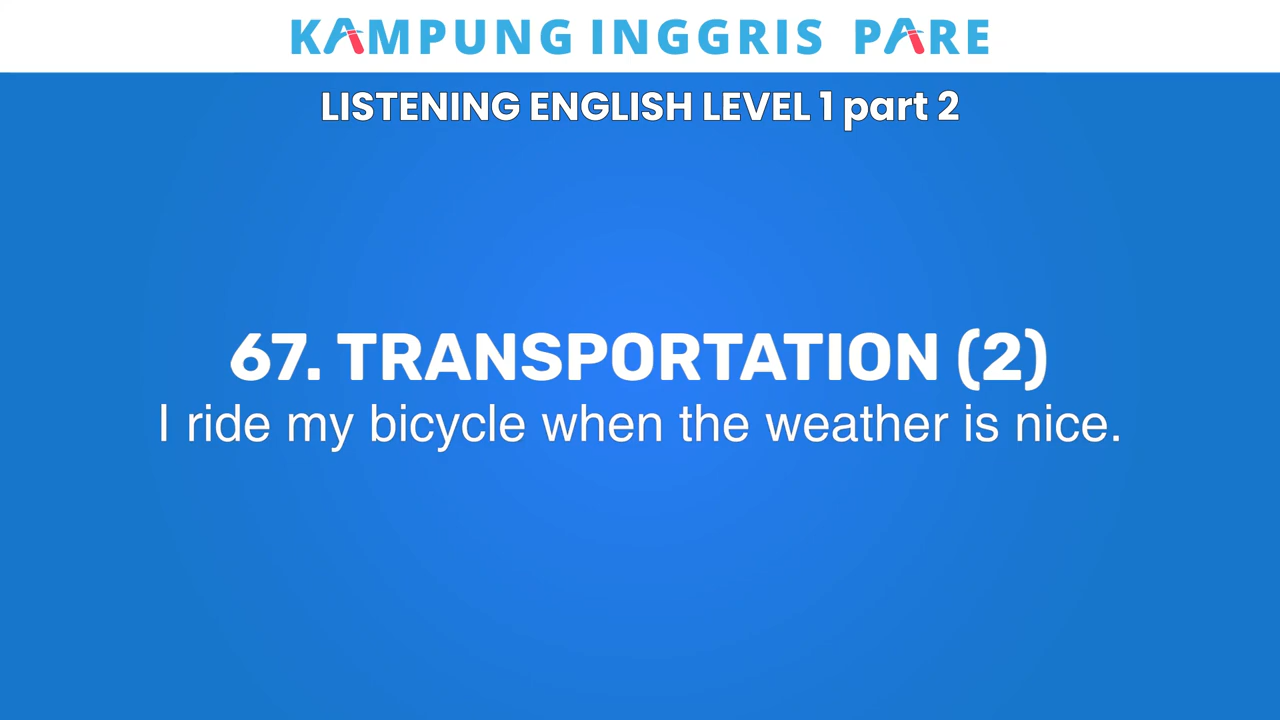 KAMPUNG INGGRIS PARE
LISTENING ENGLISH LEVEL 1 part 2
67. TRANSPORTATION (2)
I ride my bicycle when the weather is nice.